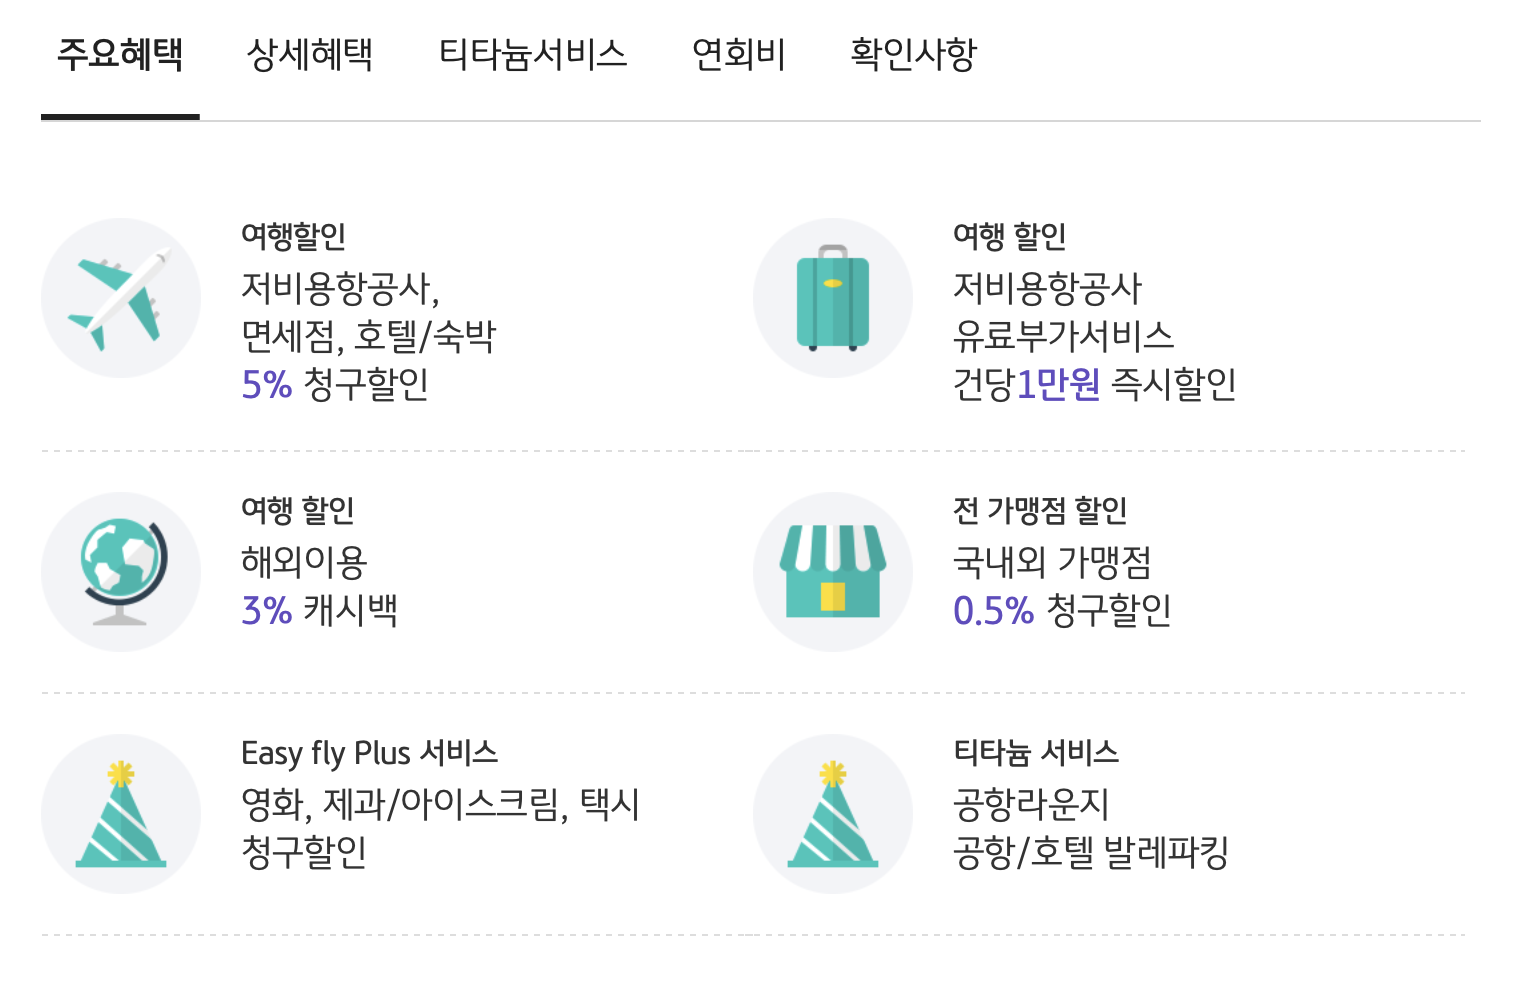 주요혜택 상세혜택 티타늄서비스 연회비 확인사항
여행할인
저비용항공사,
면세점, 호텔/숙박
5% 청구할인
여행 할인
저비용항공사
유료부가서비스
건당1만원 즉시할인
여행 할인
해외이용
3% 캐시백
전 가맹점 할인
국내외 가맹점
0.5% 청구할인
Easy fly Plus 서비스
영화, 제과/아이스크림, 택시
청구할인
티타늄 서비스
공항라운지
공항/호텔 발레파킹